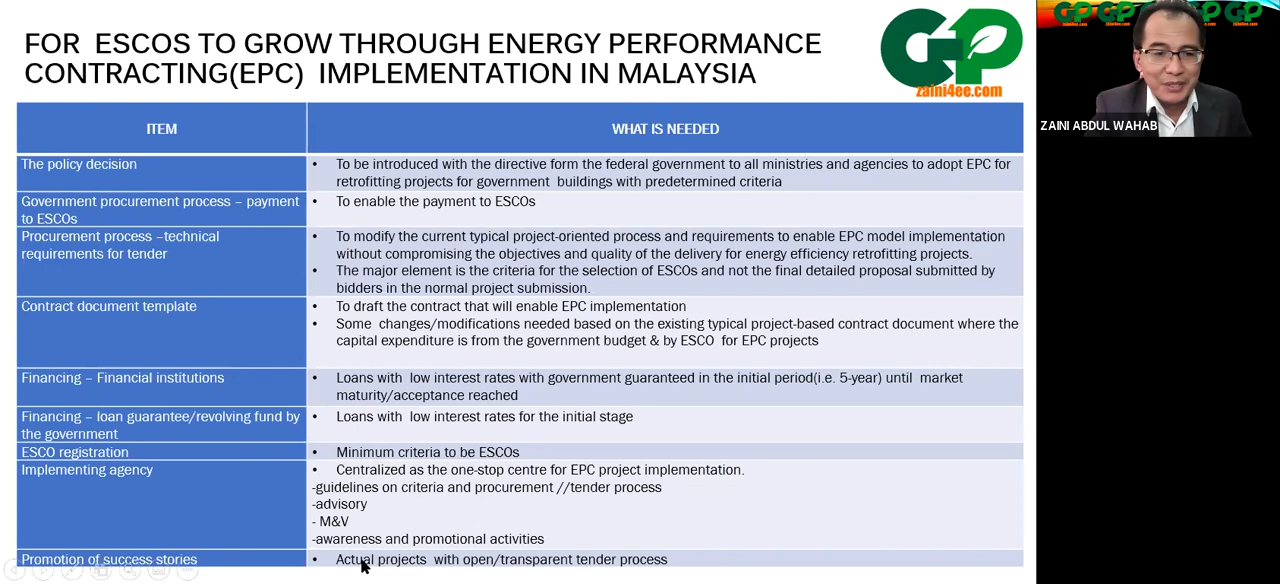 FOR ESCOS TO GROW THROUGH ENERGY PERFORMANCE
CONTRACTING(EPC) IMPLEMENTATION IN MALAYSIA
GP
zaini4ee.com
ZAINI ABDUL WAHAB
ITEM
WHAT IS NEEDED
The policy decision
• To be introduced with the directive form the federal government to all ministries and agencies to adopt EPC for
retrofitting projects for government buildings with predetermined criteria
Government procurement process – payment
to ESCOs
• To enable the payment to ESCOs
Procurement process –technical
requirements for tender
• To modify the current typical project-oriented process and requirements to enable EPC model implementation
without compromising the objectives and quality of the delivery for energy efficiency retrofitting projects.
• The major element is the criteria for the selection of ESCOs and not the final detailed proposal submitted by
bidders in the normal project submission.
Contract document template
• To draft the contract that will enable EPC implementation
• Some changes/modifications needed based on the existing typical project-based contract document where the
capital expenditure is from the government budget & by ESCO for EPC projects
Financing – Financial institutions
• Loans with low interest rates with government guaranteed in the initial period(i.e. 5-year) until market
maturity/acceptance reached
Financing – loan guarantee/revolving fund by
the government
• Loans with low interest rates for the initial stage
ESCO registration
• Minimum criteria to be ESCOs
Implementing agency
• Centralized as the one-stop centre for EPC project implementation.
-guidelines on criteria and procurement //tender process
-advisory
- M&V
-awareness and promotional activities
Promotion of success stories
• Actual projects with open/transparent tender process